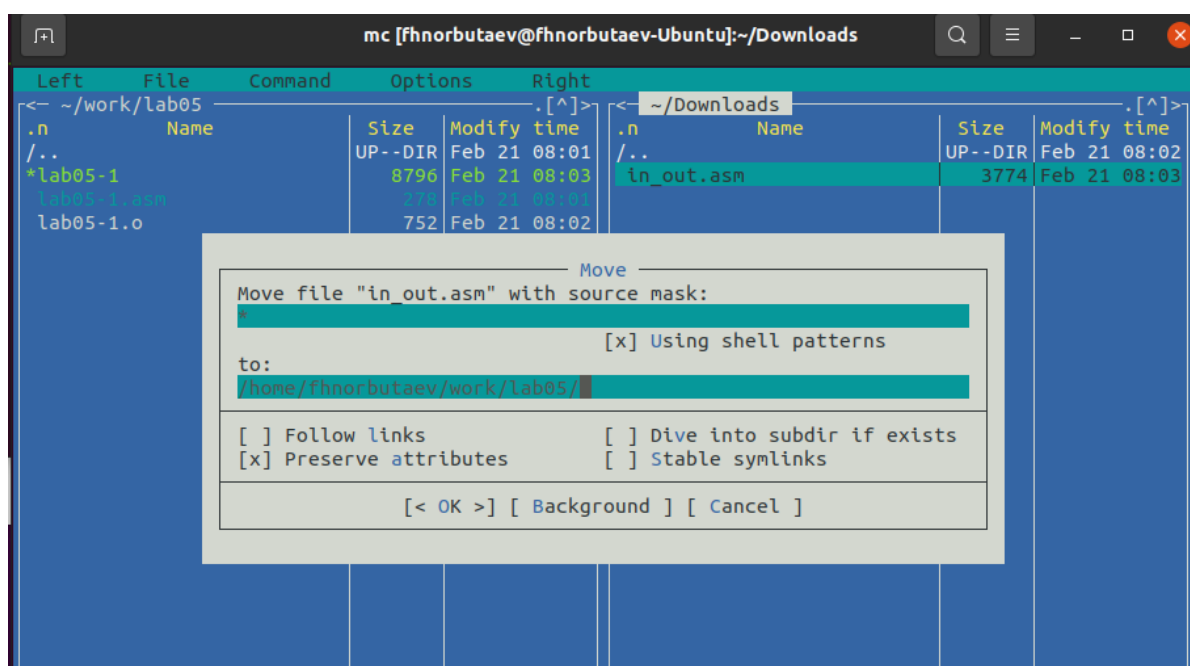 mc [fhnorbutaev@fhnorbutaev-Ubuntu]:~/Downloads
Left File Command Options Right
<─ ~/work/lab05 ─.[^]>
.n Name Size Modify time
/.. UP--DIR Feb 21 08:01
*lab05-1 8796 Feb 21 08:03
lab05-1.asm 278 Feb 21 08:01
lab05-1.o 752 Feb 21 08:02
<─ ~/Downloads ─.[^]>
.n Name Size Modify time
/.. UP--DIR Feb 21 08:02
in_out.asm 3774 Feb 21 08:03
Move
Move file "in_out.asm" with source mask:
*
[x] Using shell patterns
to:
/home/fhnorbutaev/work/lab05/
[ ] Follow links [ ] Dive into subdir if exists
[x] Preserve attributes [ ] Stable symlinks
[< OK >] [ Background ] [ Cancel ]